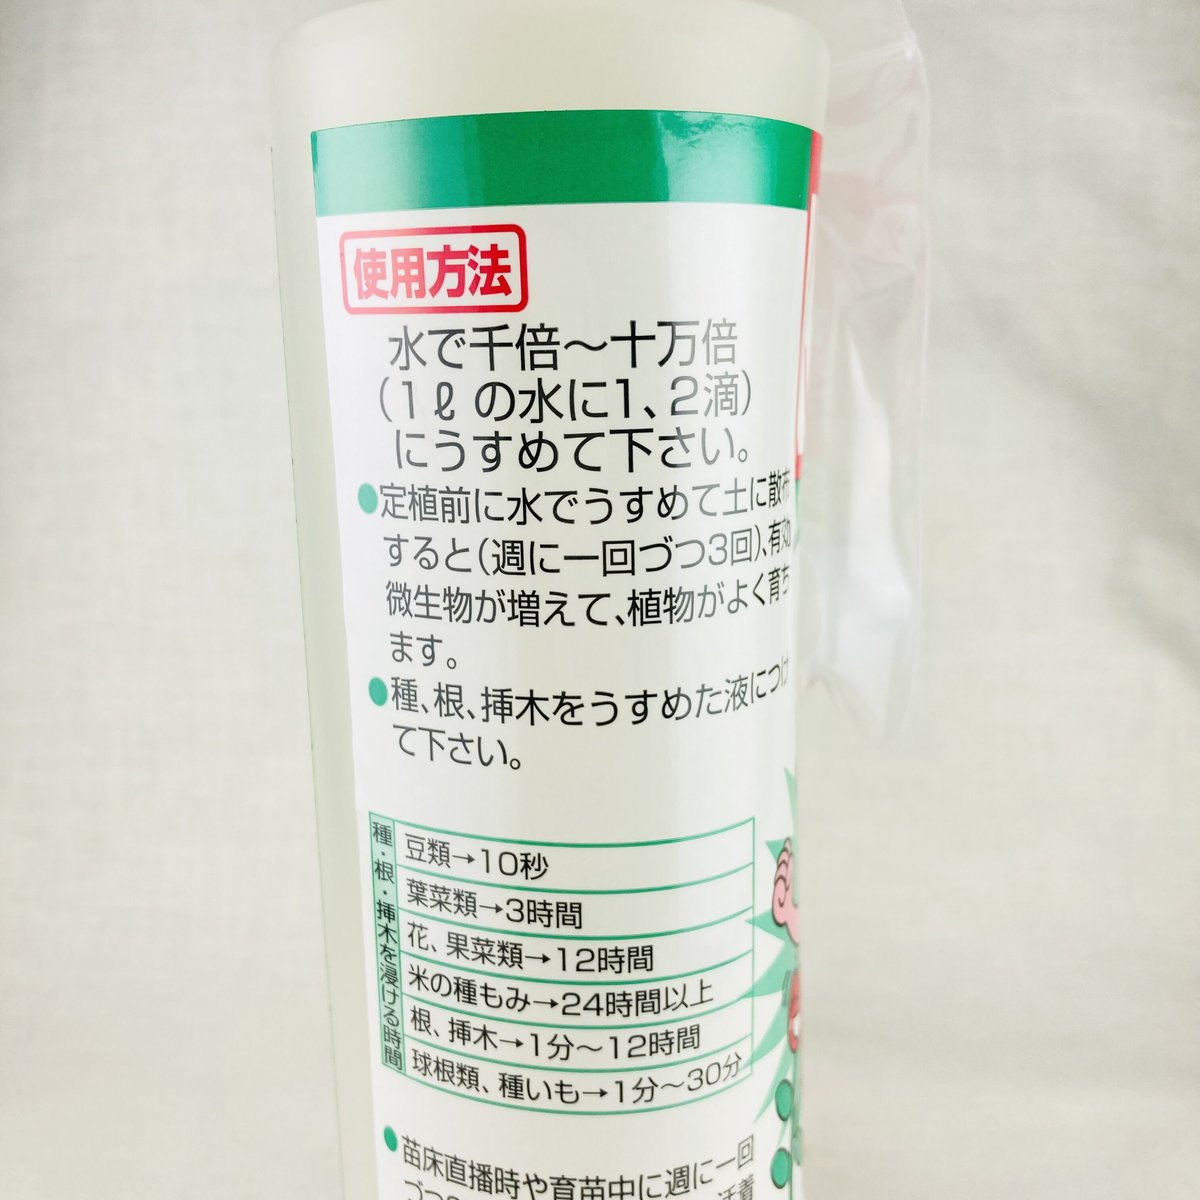 使用方法
水で千倍～十万倍
（1ℓの水に1、2滴）
にうすめて下さい。
●定植前に水でうすめて土に散布
すると（週に一回づつ3回）、有効
微生物が増えて、植物がよく育ち
ます。
●種、根、挿木をうすめた液につけ
て下さい。
種・根・挿木を浸ける時間
豆類→10秒
葉菜類→3時間
花、果菜類→12時間
米の種もみ→24時間以上
根、挿木→1分～12時間
球根類、種いも→1分～30分
●苗床直播時や育苗中に週に一回
づつ